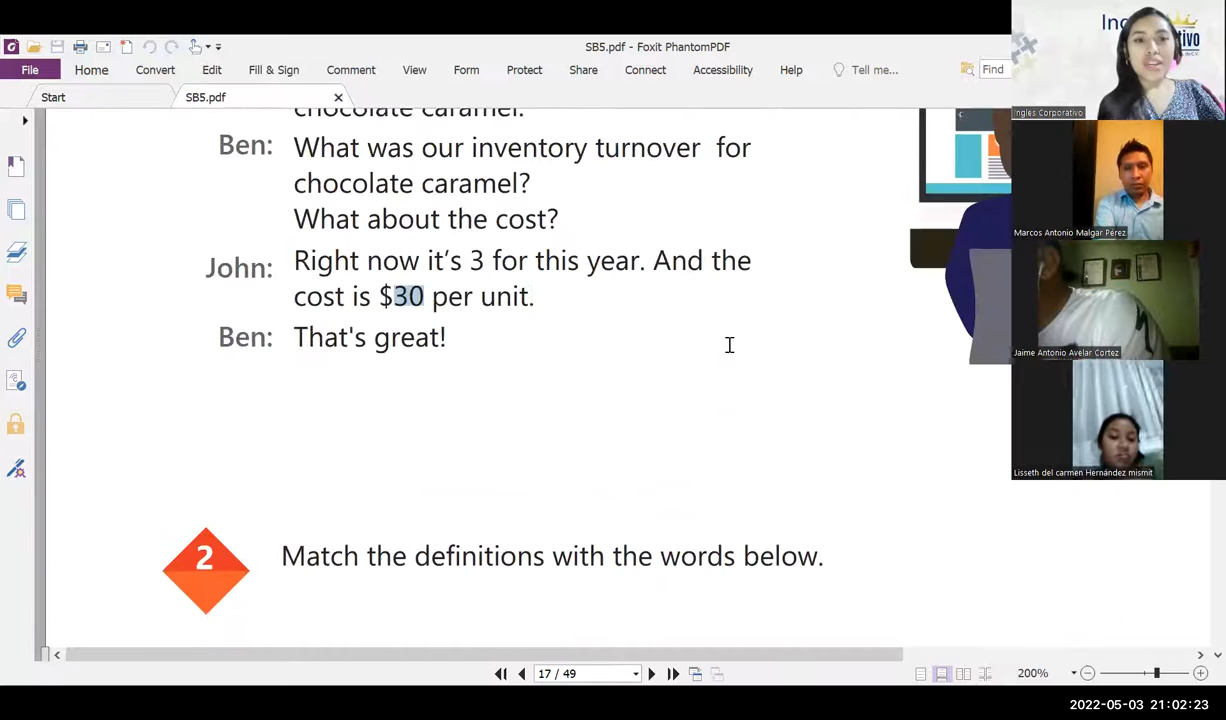 SB5.pdf - Foxit PhantomPDF
File Home Convert Edit Fill & Sign Comment View Form Protect Share Connect Accessibility Help Tell me... Find
Start SB5.pdf
chocolate caramel.
Ben: What was our inventory turnover for
chocolate caramel?
What about the cost?
John: Right now it's 3 for this year. And the
cost is $30 per unit.
Ben: That's great!
2 Match the definitions with the words below.
17 / 49
200%
Ingles Corporativo
Marcos Antonio Malgar Pérez
Jaime Antonio Avelar Cortez
Lisseth del carmen Hernández mismit
2022-05-03 21:02:23